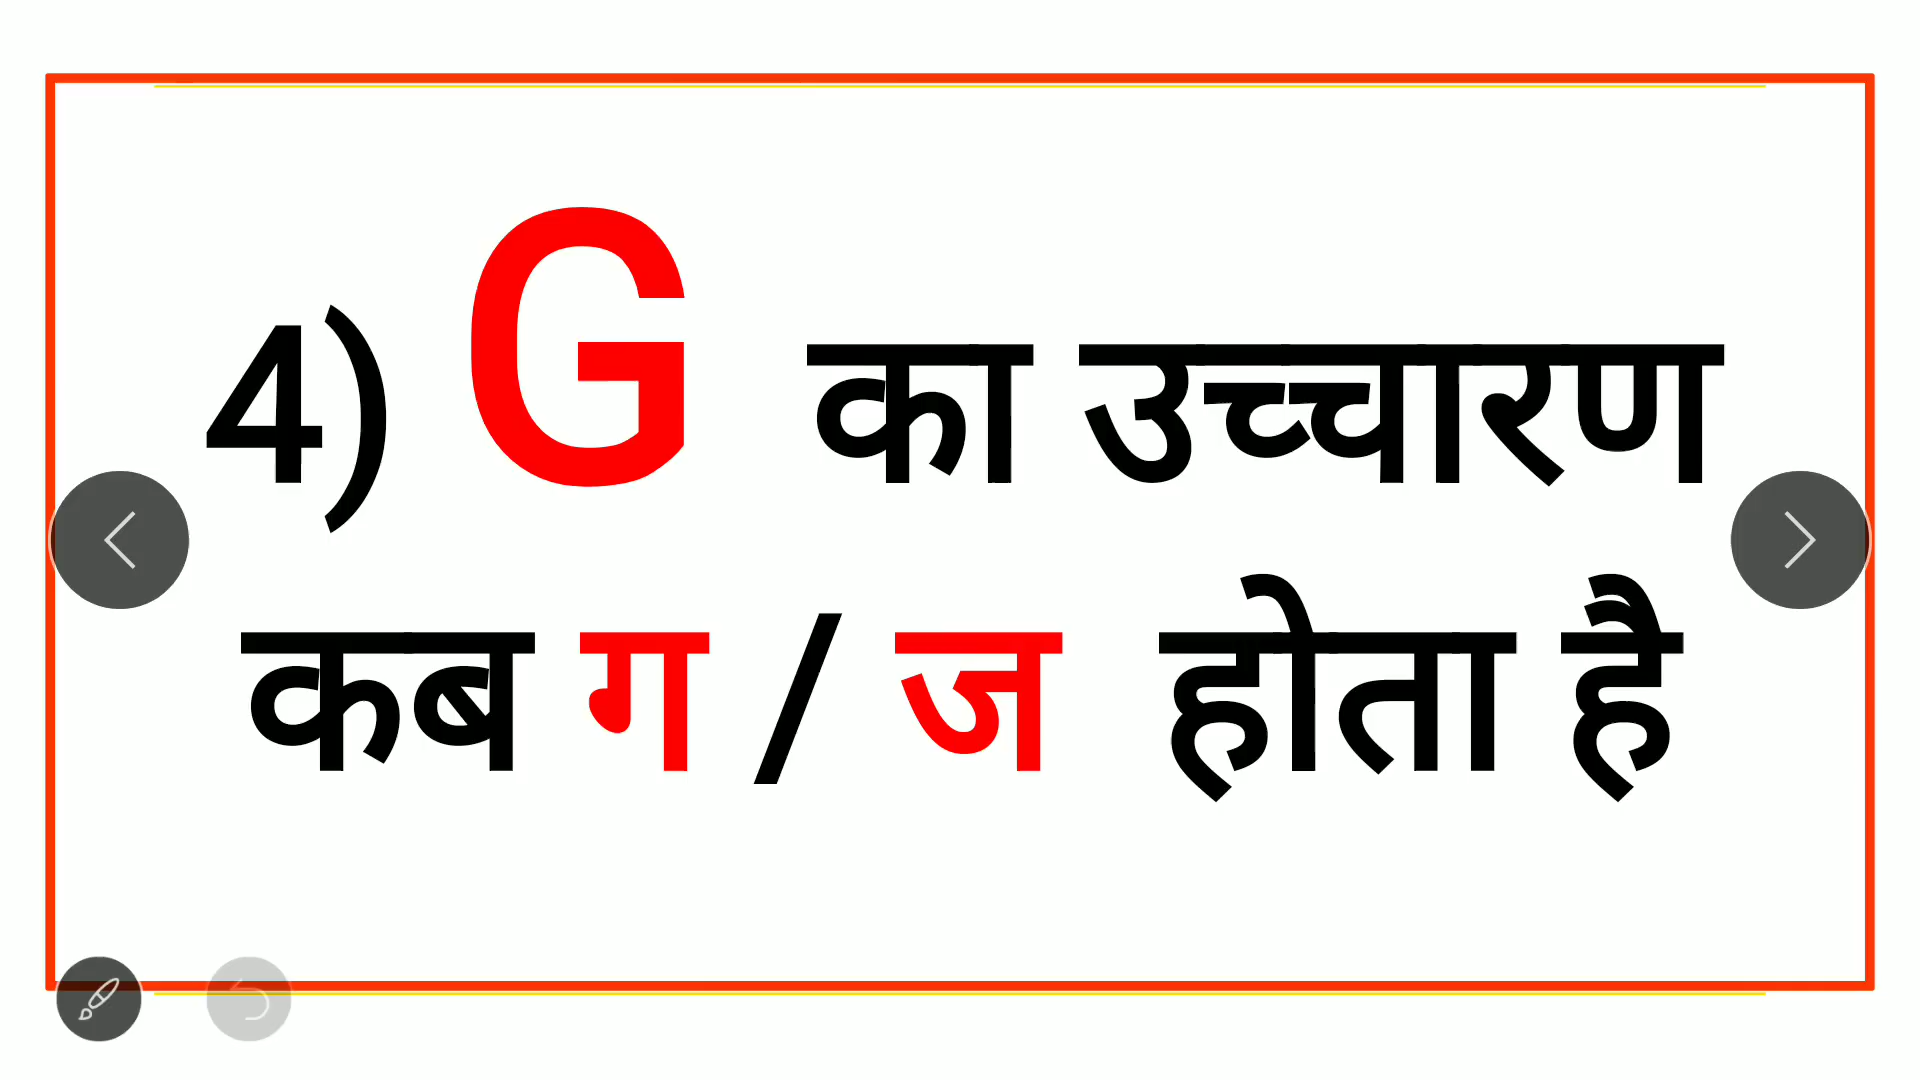 4) G का उच्चारण
कब ग / ज होता है